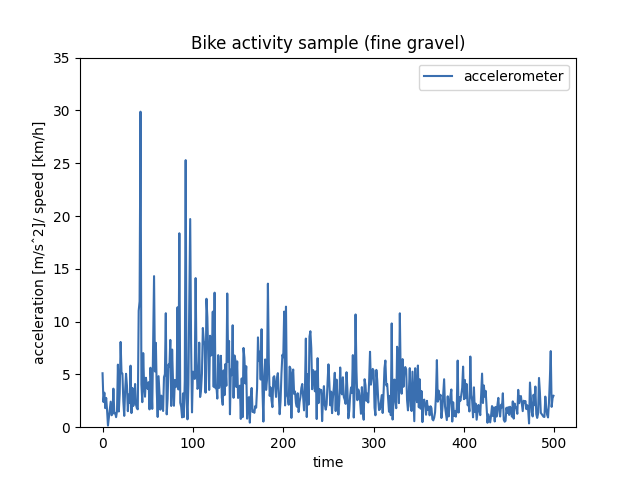 Bike activity sample (fine gravel)
accelerometer
acceleration [m/s^2]/ speed [km/h]
35
30
25
20
15
10
5
0
0 100 200 300 400 500
time